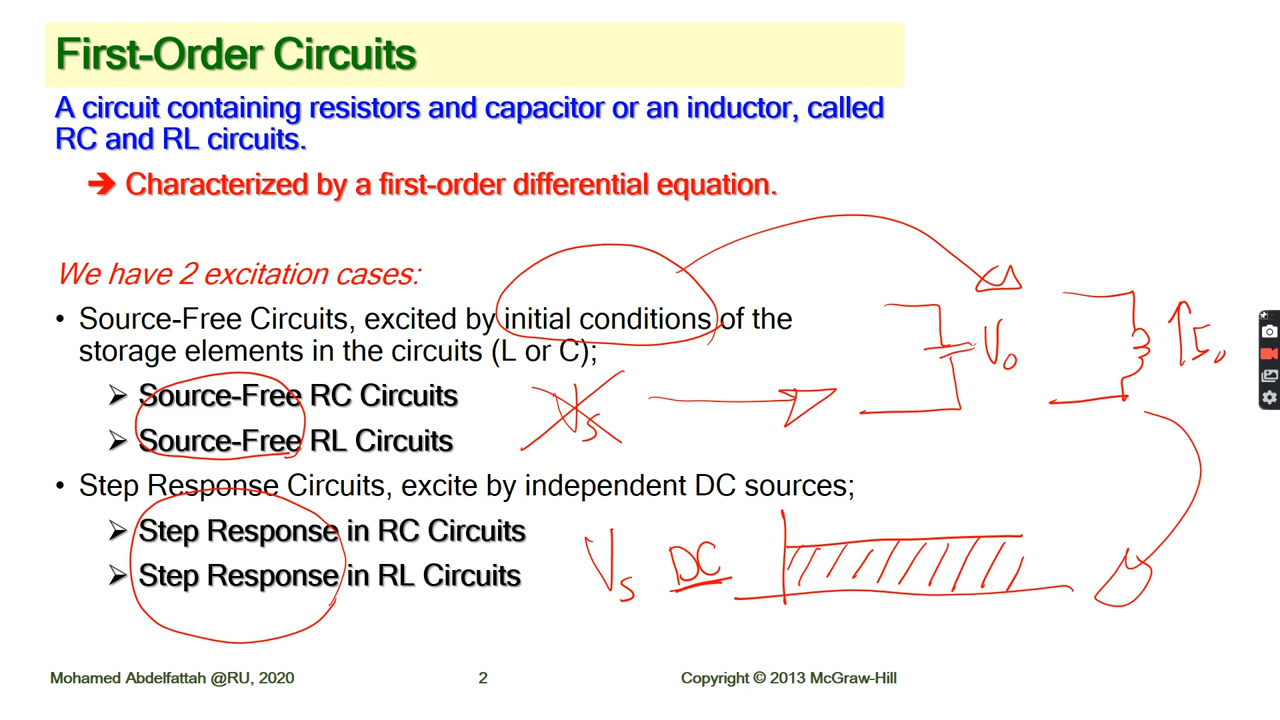 First-Order Circuits
A circuit containing resistors and capacitor or an inductor, called
RC and RL circuits.
➔ Characterized by a first-order differential equation.
We have 2 excitation cases:
• Source-Free Circuits, excited by initial conditions of the
storage elements in the circuits (L or C);
➢ Source-Free RC Circuits
➢ Source-Free RL Circuits
Vs
Vo
Io
• Step Response Circuits, excite by independent DC sources;
➢ Step Response in RC Circuits
➢ Step Response in RL Circuits
Vs DC
Mohamed Abdelfattah @RU, 2020
2
Copyright © 2013 McGraw-Hill